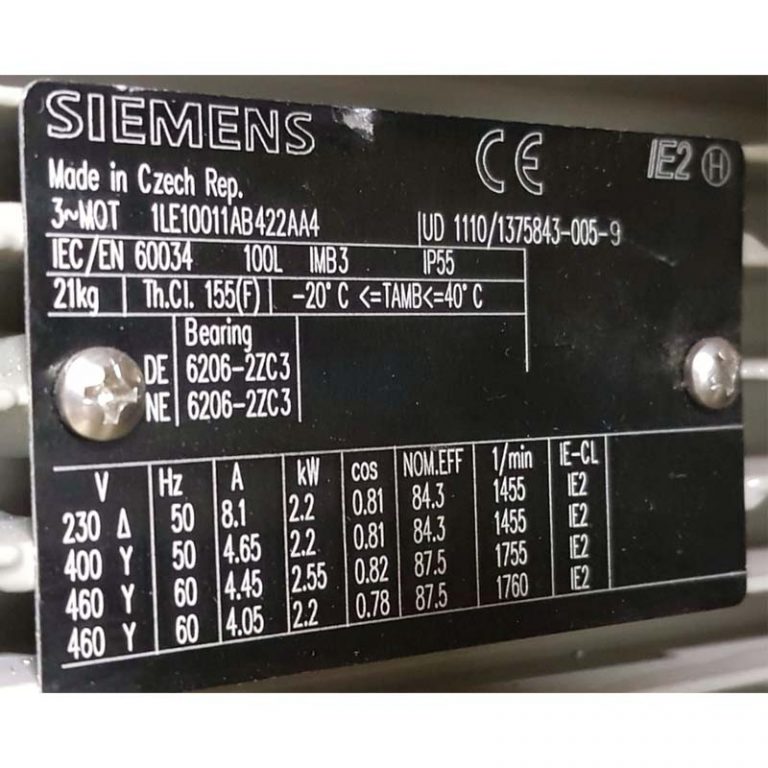 SIEMENS
CE IE2 H
Made in Czech Rep.
3~MOT 1LE10011AB422AA4 UD 1110/1375843-005-9
IEC/EN 60034 100L IMB3 IP55
21kg Th.Cl. 155(F) -20°C <=TAMB<=40°C
Bearing
DE 6206-2ZC3
NE 6206-2ZC3
V Hz A kW cos NOM.EFF 1/min IE-CL
230 Δ 50 8.1 2.2 0.81 84.3 1455 IE2
400 Y 50 4.65 2.2 0.81 84.3 1455 IE2
460 Y 60 4.45 2.55 0.82 87.5 1755 IE2
460 Y 60 4.05 2.2 0.78 87.5 1760 IE2